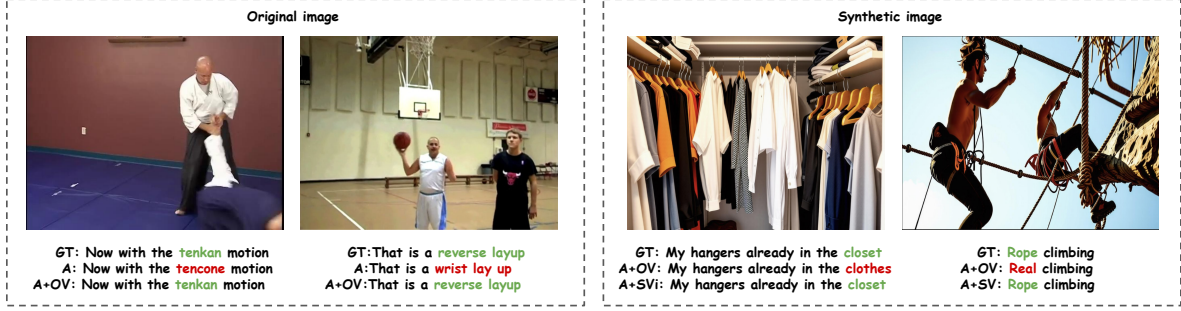 Original image
GT: Now with the tenkan motion
A: Now with the tencone motion
A+OV: Now with the tenkan motion
GT:That is a reverse layup
A:That is a wrist lay up
A+OV:That is a reverse layup
Synthetic image
GT: My hangers already in the closet
A+OV: My hangers already in the clothes
A+SVi: My hangers already in the closet
GT: Rope climbing
A+OV: Real climbing
A+SV: Rope climbing